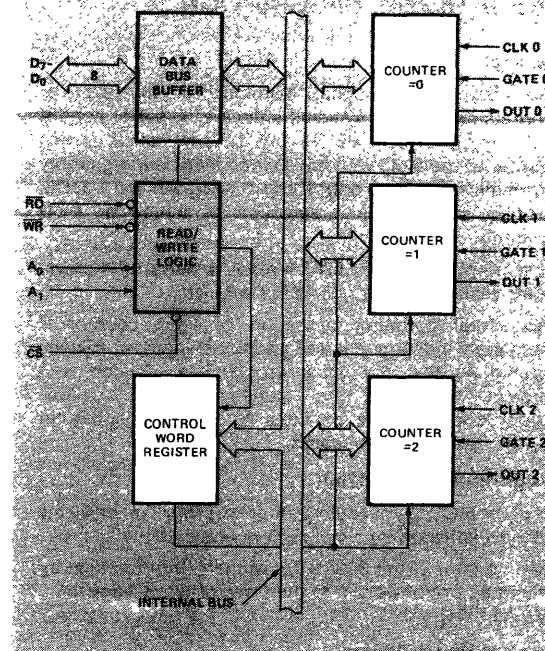 D7
D0
8
DATA
BUS
BUFFER
COUNTER
=0
CLK 0
GATE 0
OUT 0
RD
WR
A0
A1
CS
READ/
WRITE
LOGIC
COUNTER
=1
CLK 1
GATE 1
OUT 1
CONTROL
WORD
REGISTER
COUNTER
=2
CLK 2
GATE 2
OUT 2
INTERNAL BUS